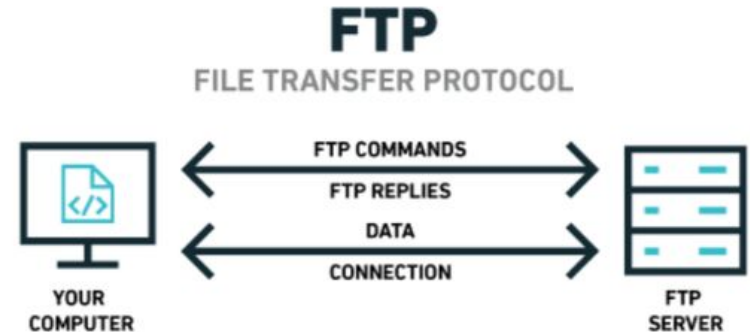 FTP
FILE TRANSFER PROTOCOL
FTP COMMANDS
FTP REPLIES
</>
DATA
CONNECTION
YOUR
COMPUTER
FTP
SERVER